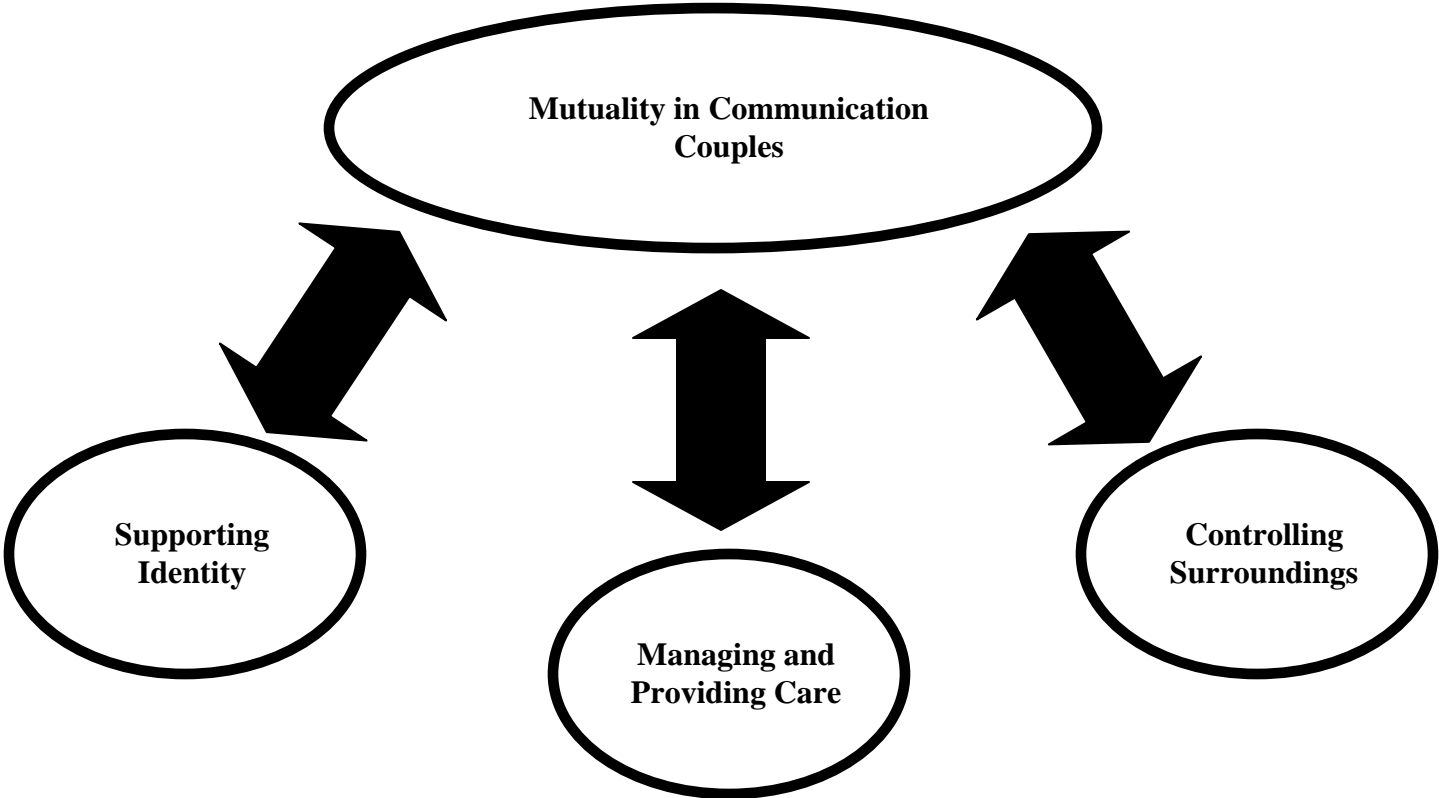 Mutuality in Communication
Couples
Supporting
Identity
Controlling
Surroundings
Managing and
Providing Care